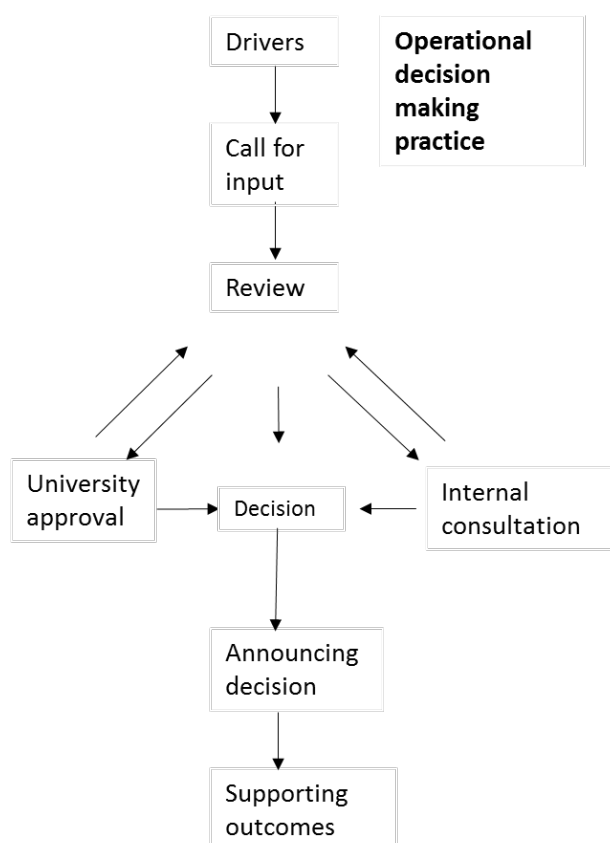 Drivers
Operational
decision
making
practice
Call for
input
Review
University
approval
Decision
Internal
consultation
Announcing
decision
Supporting
outcomes